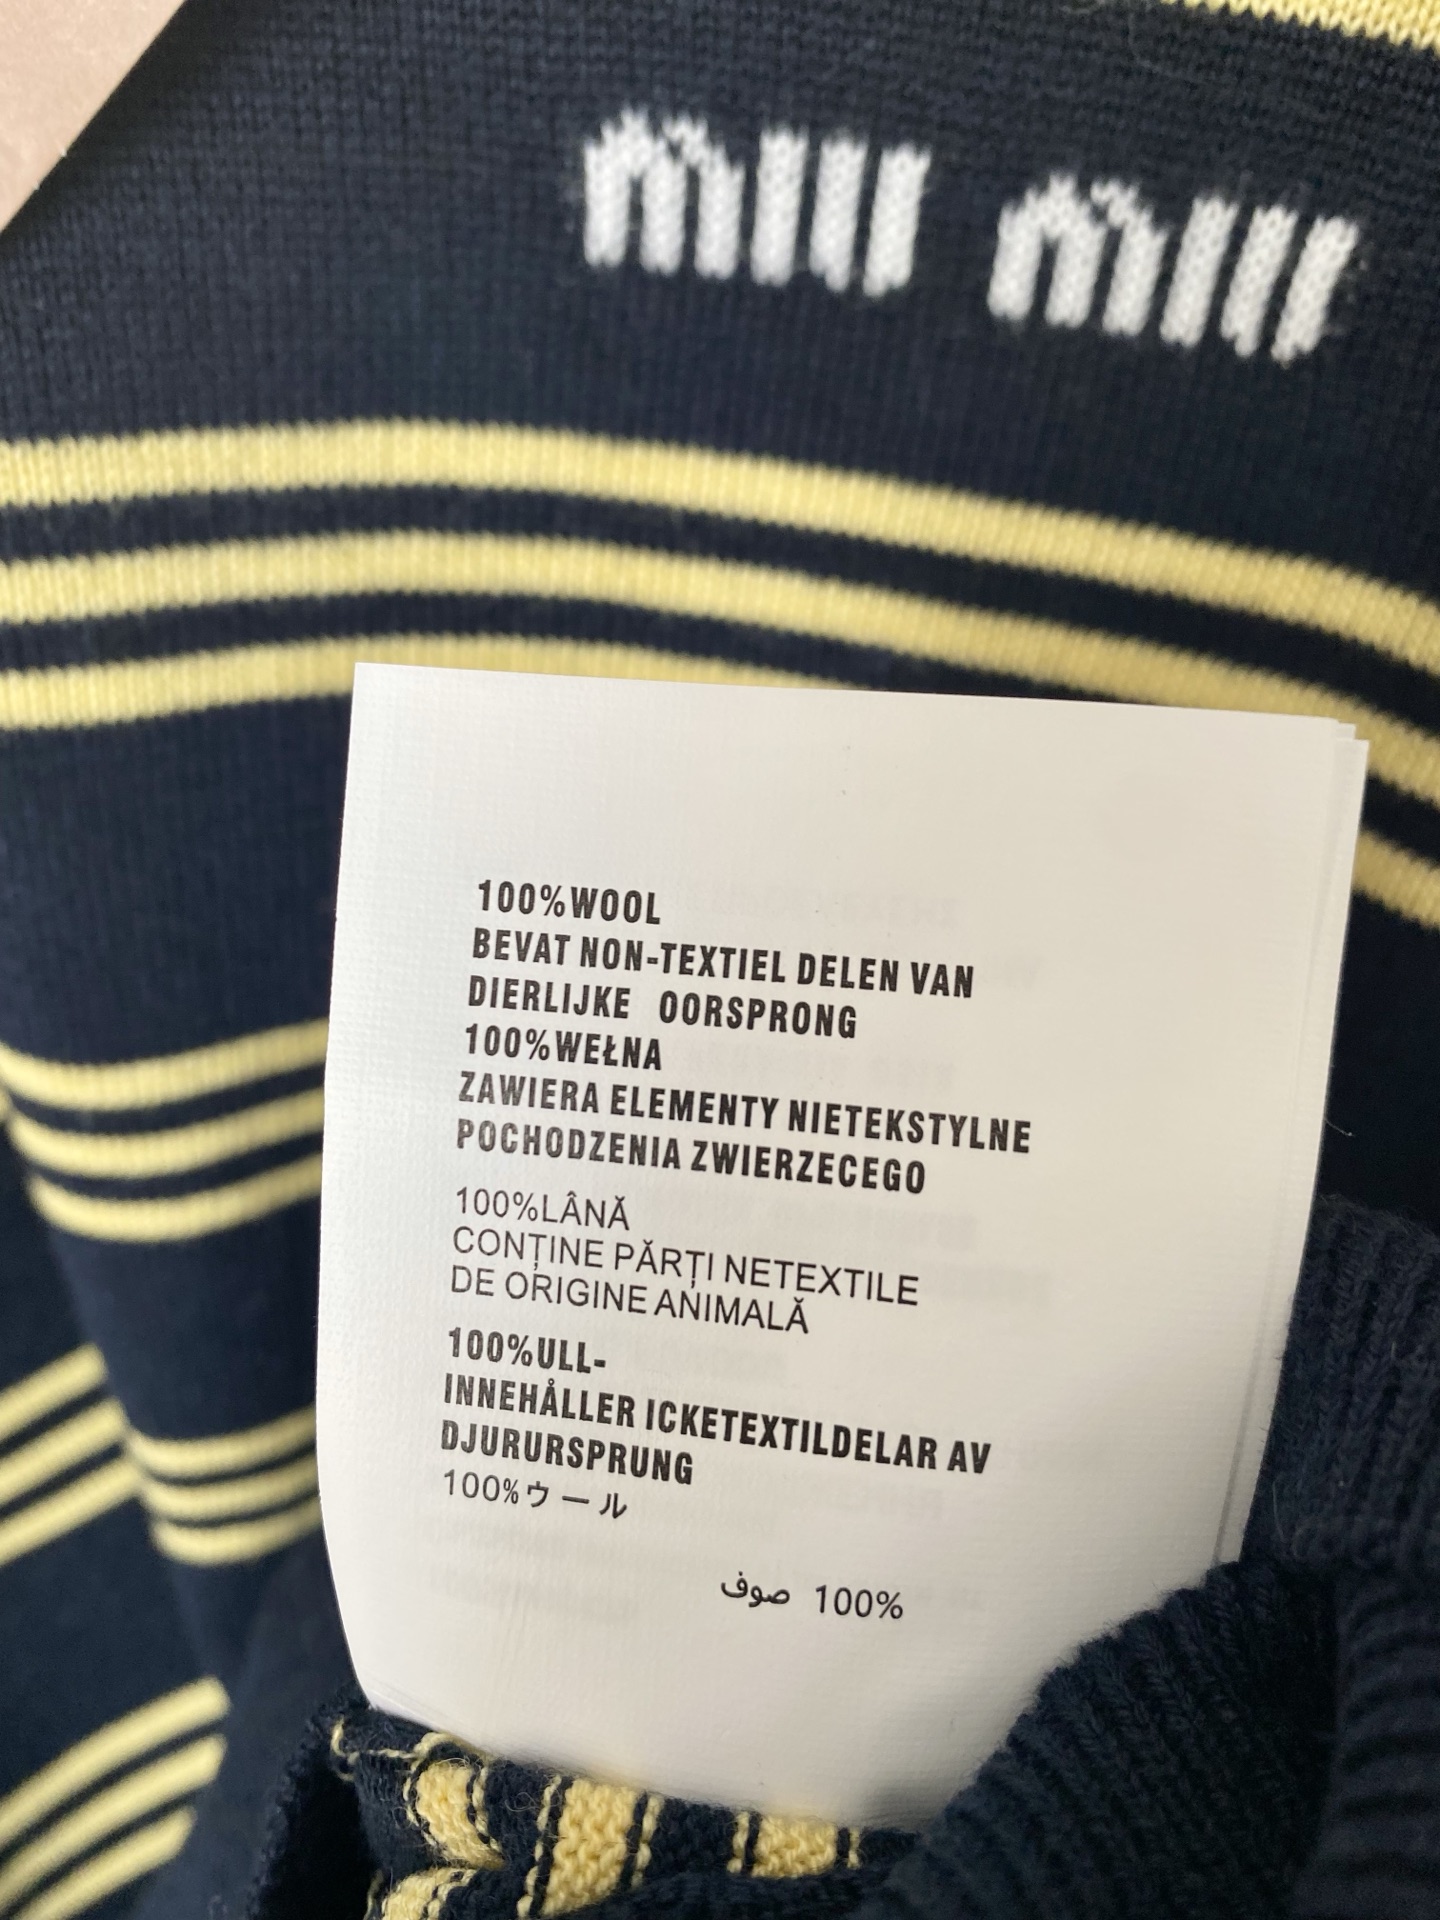 miu miu
100%WOOL
BEVAT NON-TEXTIEL DELEN VAN
DIERLIJKE OORSPRONG
100%WEŁNA
ZAWIERA ELEMENTY NIETEKSTYLNE
POCHODZENIA ZWIERZECEGO
100%LÂNĂ
CONȚINE PĂRȚI NETEXTILE
DE ORIGINE ANIMALĂ
100%ULL-
INNEHÅLLER ICKETEXTILDELAR AV
DJURURSPRUNG
100%ウール
100% صوف